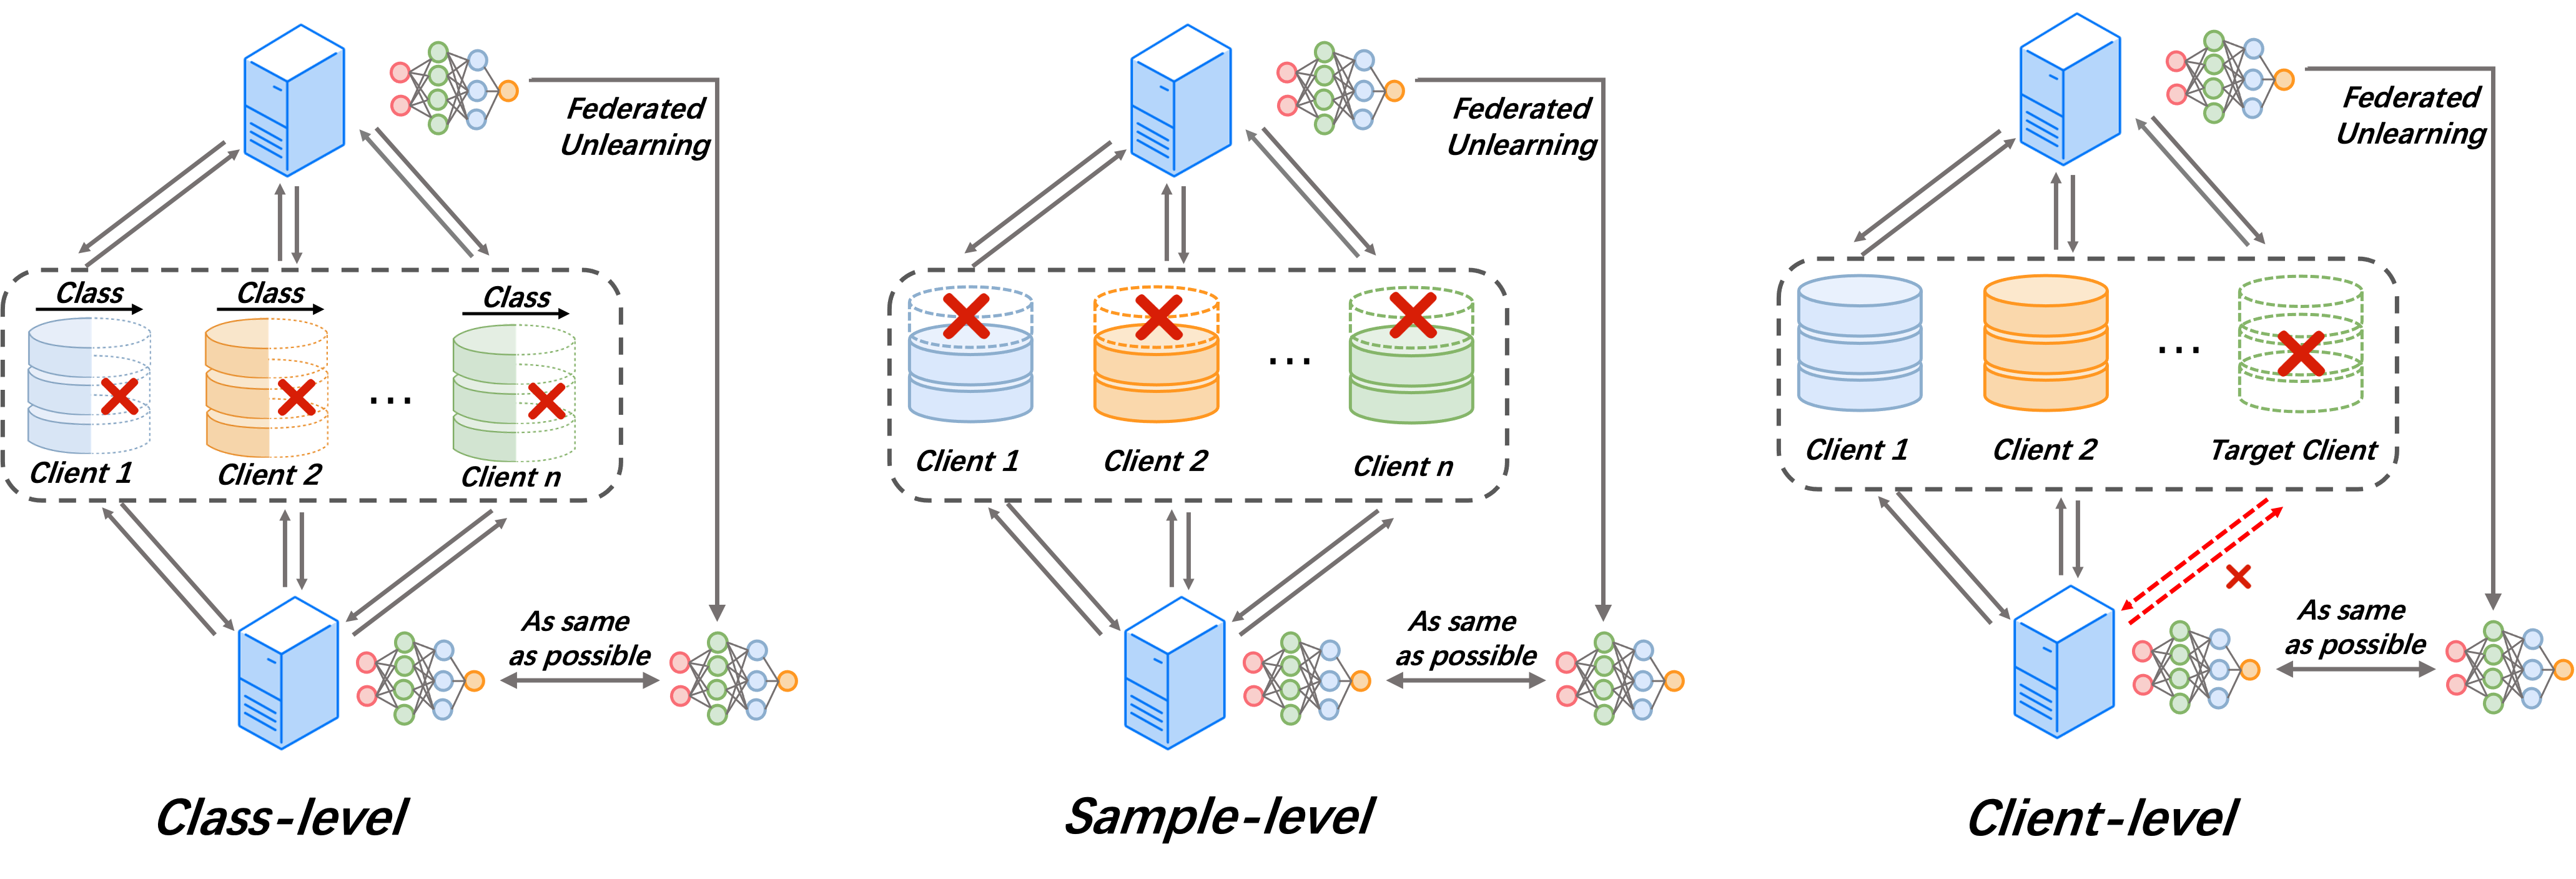 Federated
Unlearning
Class
Class
Class
...
Client 1
Client 2
Client n
As same
as possible
Class-level
Federated
Unlearning
...
Client 1
Client 2
Client n
As same
as possible
Sample-level
Federated
Unlearning
...
Client 1
Client 2
Target Client
As same
as possible
Client-level